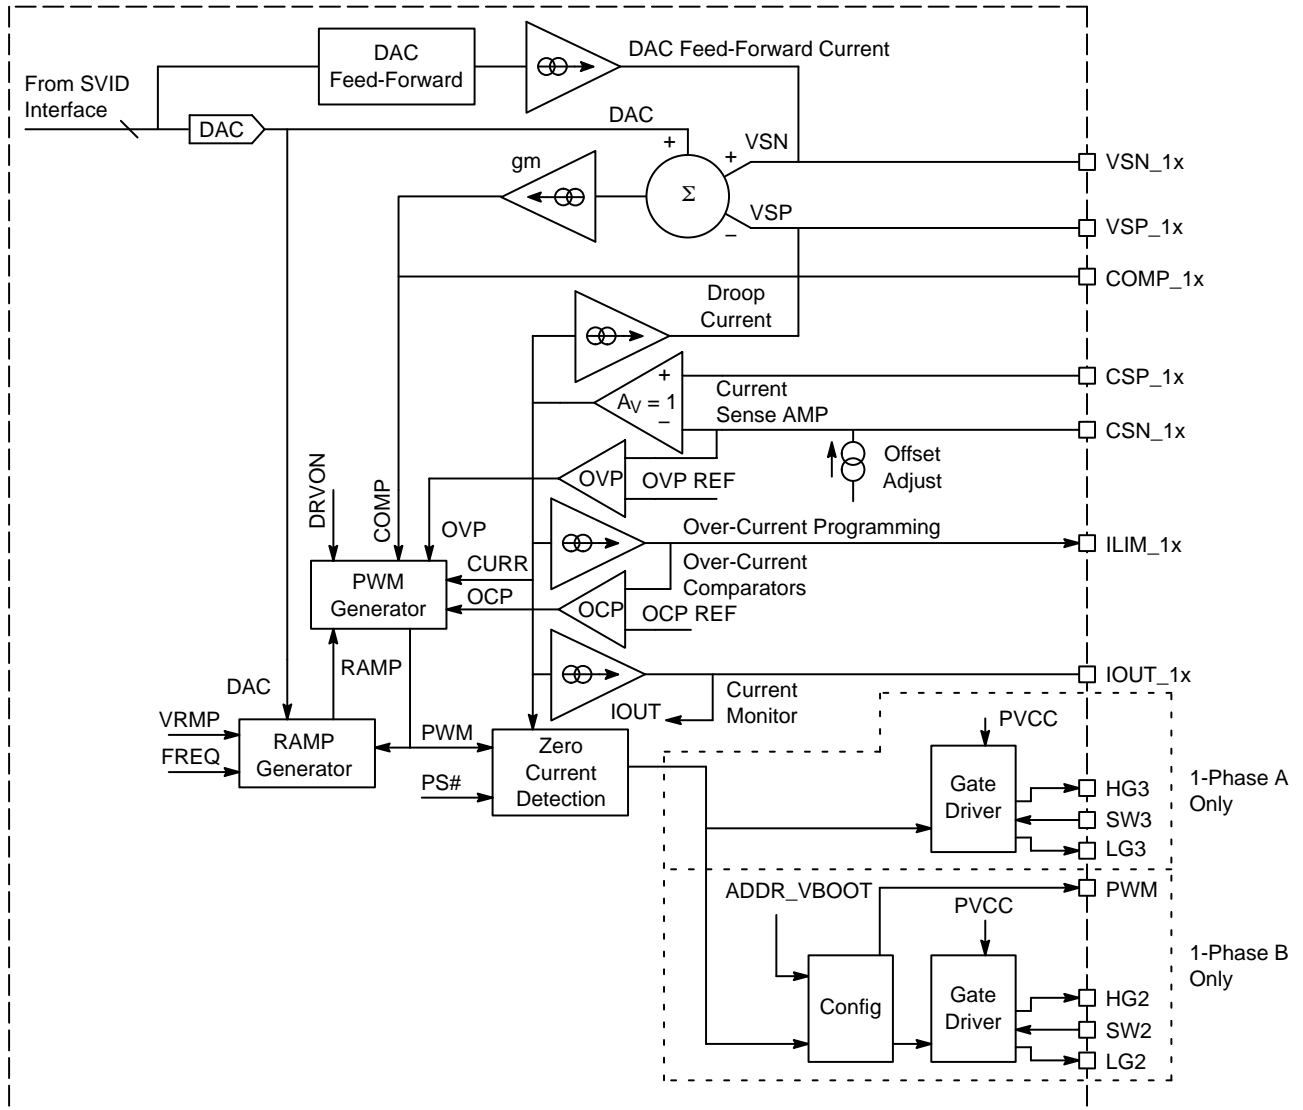 DAC
Feed-Forward
DAC Feed-Forward Current
From SVID
Interface
DAC
DAC
+
VSN
+
VSN_1x
gm
Σ
VSP
−
VSP_1x
COMP_1x
Droop
Current
+
CSP_1x
AV = 1
Current
Sense AMP
−
CSN_1x
Offset
Adjust
OVP
OVP REF
DRVON
COMP
OVP
Over-Current Programming
ILIM_1x
CURR
Over-Current
Comparators
PWM
Generator
OCP
OCP
OCP REF
RAMP
IOUT_1x
DAC
IOUT
Current
Monitor
VRMP
FREQ
RAMP
Generator
PWM
PS#
Zero
Current
Detection
PVCC
Gate
Driver
HG3
SW3
LG3
1-Phase A
Only
ADDR_VBOOT
PWM
PVCC
Config
Gate
Driver
HG2
SW2
LG2
1-Phase B
Only